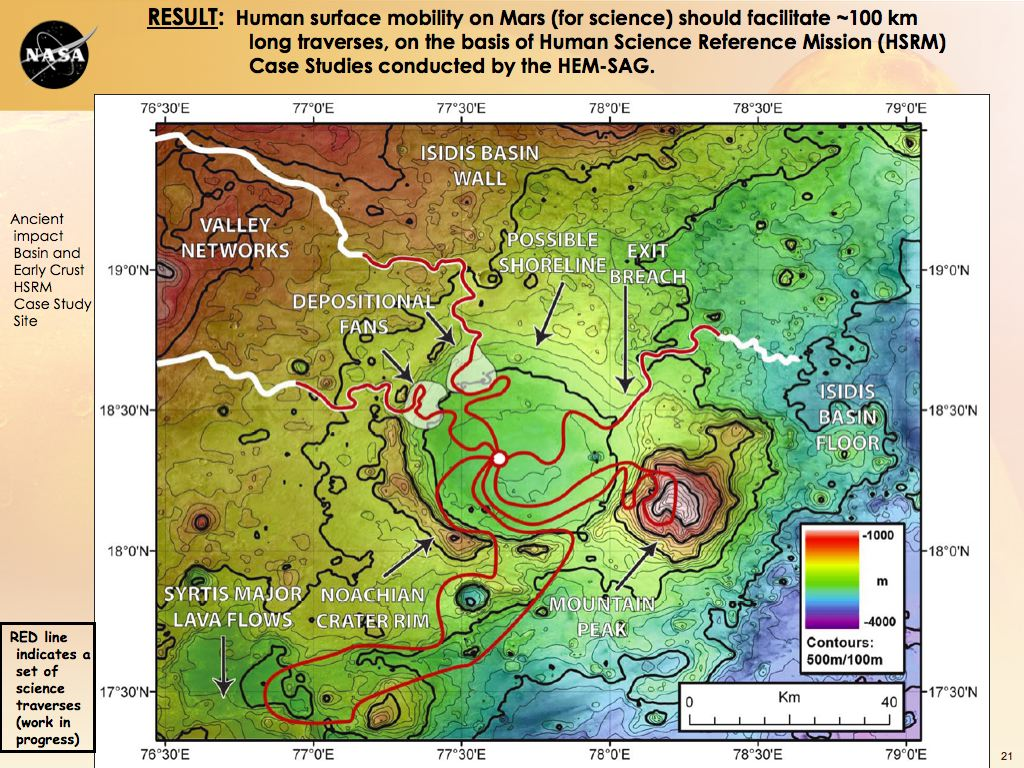 NASA
RESULT: Human surface mobility on Mars (for science) should facilitate ~100 km
long traverses, on the basis of Human Science Reference Mission (HSRM)
Case Studies conducted by the HEM-SAG.
76°30'E 77°0'E 77°30'E 78°0'E 78°30'E 79°0'E
ISIDIS BASIN
WALL
VALLEY
NETWORKS
POSSIBLE
SHORELINE
EXIT
BREACH
19°0'N 19°0'N
Ancient
impact
Basin and
Early Crust
HSRM
Case Study
Site
DEPOSITIONAL
FANS
ISIDIS
BASIN
FLOOR
18°30'N 18°30'N
18°0'N 18°0'N
-1000
m
-4000
Contours:
500m/100m
SYRTIS MAJOR
LAVA FLOWS
NOACHIAN
CRATER RIM
MOUNTAIN
PEAK
RED line
indicates a
set of
science
traverses
(work in
progress)
17°30'N 17°30'N
Km
0 40
76°30'E 77°0'E 77°30'E 78°0'E 78°30'E 79°0'E
21